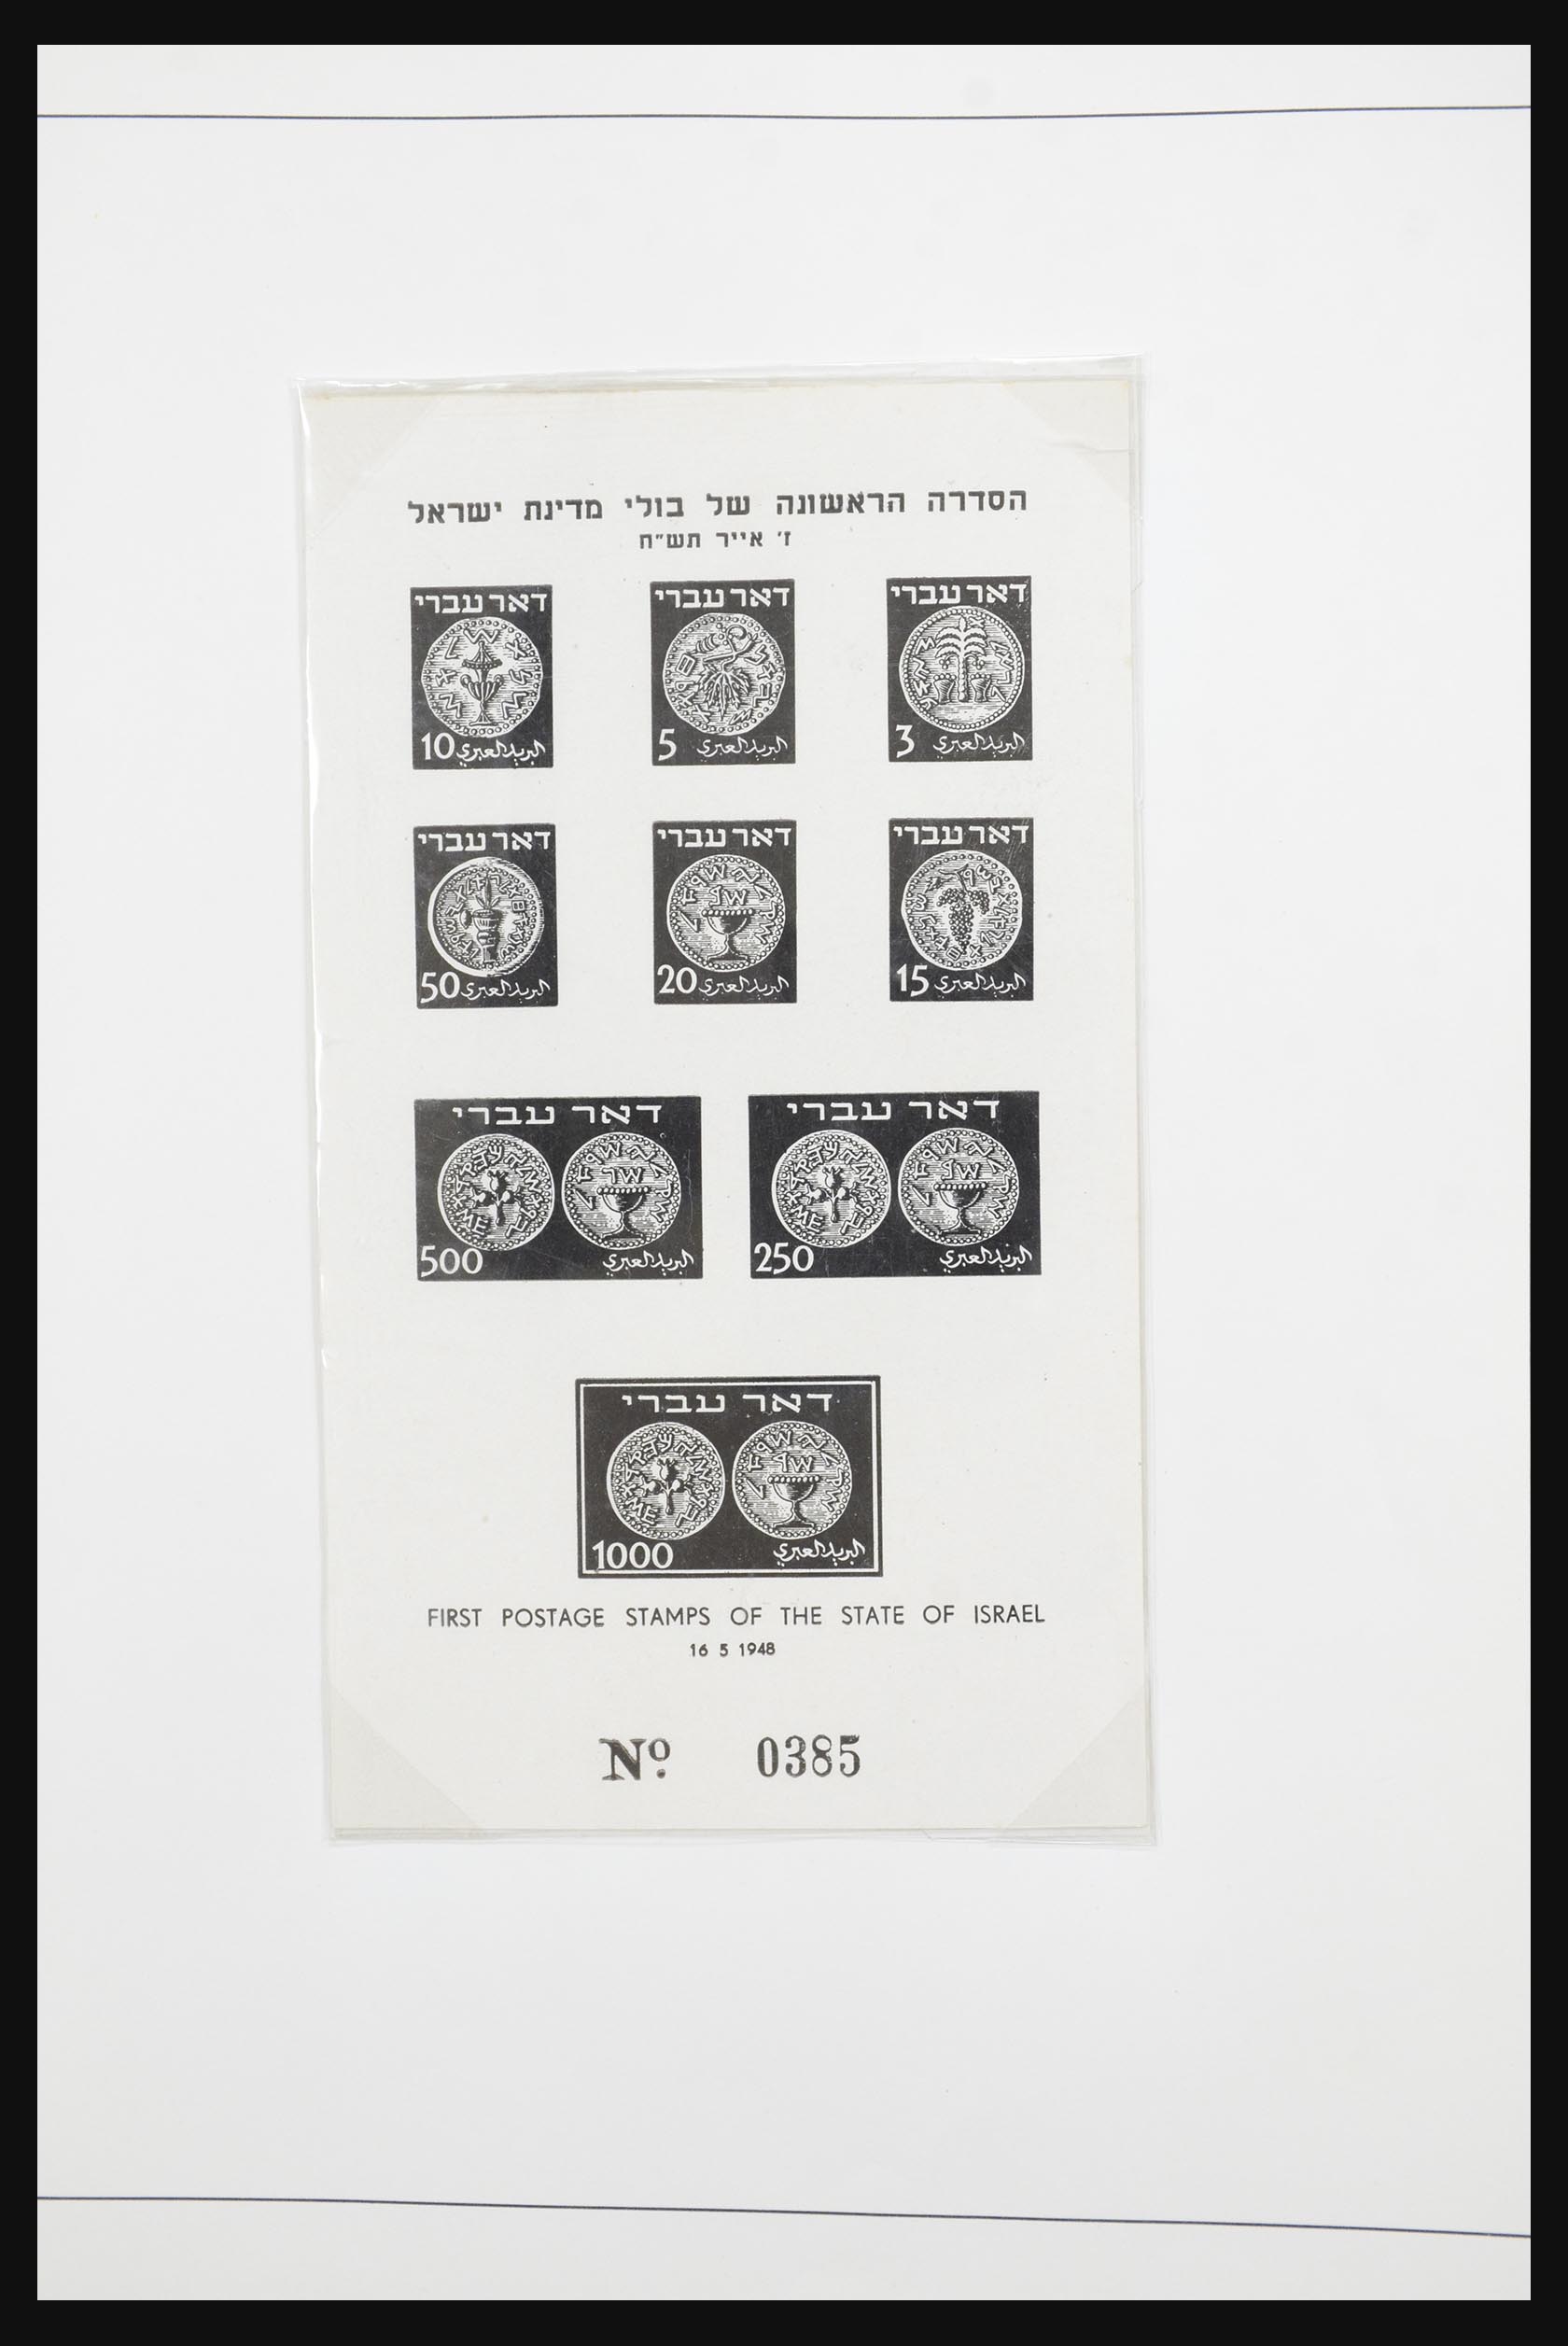 הסדרה הראשונה של בולי מדינת ישראל
ז' אייר תש"ח
דאר עברי
3 البريد العبري
דאר עברי
5 البريد العبري
דאר עברי
10 البريد العبري
דאר עברי
15 البريد العبري
דאר עברי
20 البريد العبري
דאר עברי
50 البريد العبري
דאר עברי
250 البريد العبري
דאר עברי
500 البريد العبري
דאר עברי
1000 البريد العبري
FIRST POSTAGE STAMPS OF THE STATE OF ISRAEL
16 5 1948
Nº 0385